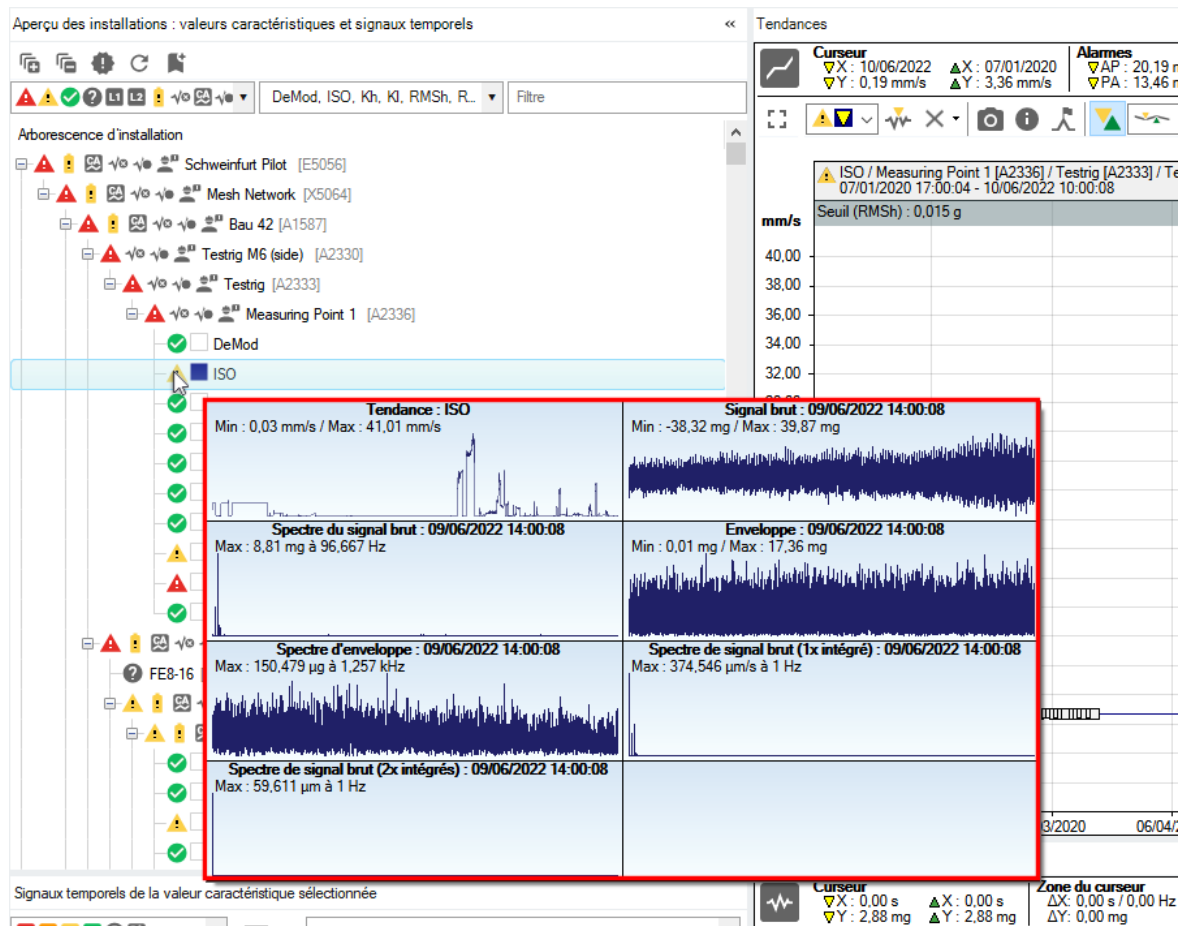 Aperçu des installations : valeurs caractéristiques et signaux temporels
«
L1 L2
DeMod, ISO, Kh, KI, RMSh, R...
Filtre
Arborescence d'installation
Schweinfurt Pilot [E5056]
Mesh Network [X5064]
Bau 42 [A1587]
Testrig M6 (side) [A2330]
Testrig [A2333]
Measuring Point 1 [A2336]
DeMod
ISO
FE8-16
Tendance : ISO
Min : 0,03 mm/s / Max : 41,01 mm/s
Signal brut : 09/06/2022 14:00:08
Min : -38,32 mg / Max : 39,87 mg
Spectre du signal brut : 09/06/2022 14:00:08
Max : 8,81 mg à 96,667 Hz
Enveloppe : 09/06/2022 14:00:08
Min : 0,01 mg / Max : 17,36 mg
Spectre d'enveloppe : 09/06/2022 14:00:08
Max : 150,479 µg à 1,257 kHz
Spectre de signal brut (1x intégré) : 09/06/2022 14:00:08
Max : 374,546 µm/s à 1 Hz
Spectre de signal brut (2x intégrés) : 09/06/2022 14:00:08
Max : 59,611 µm à 1 Hz
Signaux temporels de la valeur caractéristique sélectionnée
Tendances
Curseur
X : 10/06/2022 X : 07/01/2020
Y : 0,19 mm/s Y : 3,36 mm/s
Alarmes
AP : 20,19 m
PA : 13,46 m
ISO / Measuring Point 1 [A2336] / Testrig [A2333] / Te
07/01/2020 17:00:04 - 10/06/2022 10:00:08
mm/s
Seuil (RMSh) : 0,015 g
40,00
38,00
36,00
34,00
32,00
03/2020 06/04/2
Curseur
X : 0,00 s X : 0,00 s
Y : 2,88 mg Y : 2,88 mg
Zone du curseur
ΔX: 0,00 s / 0,00 Hz
ΔY: 0,00 mg